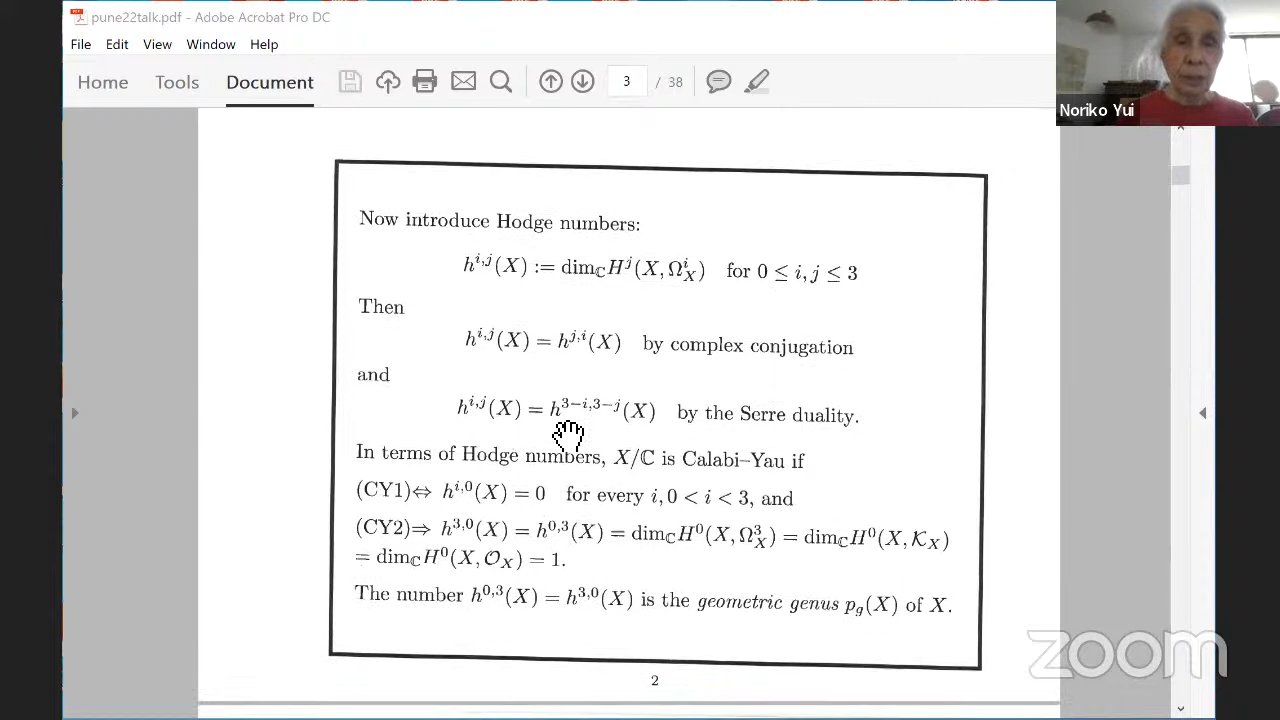 pune22talk.pdf - Adobe Acrobat Pro DC
File Edit View Window Help
Home Tools Document 3 / 38
Noriko Yui
Now introduce Hodge numbers:
h^{i,j}(X) := dim_ℂ H^j(X, Ω^i_X) for 0 ≤ i, j ≤ 3
Then
h^{i,j}(X) = h^{j,i}(X) by complex conjugation
and
h^{i,j}(X) = h^{3−i,3−j}(X) by the Serre duality.
In terms of Hodge numbers, X/ℂ is Calabi–Yau if
(CY1)⇔ h^{i,0}(X) = 0 for every i, 0 < i < 3, and
(CY2)⇒ h^{3,0}(X) = h^{0,3}(X) = dim_ℂ H^0(X, Ω^3_X) = dim_ℂ H^0(X, 𝒦_X)
= dim_ℂ H^0(X, 𝒪_X) = 1.
The number h^{0,3}(X) = h^{3,0}(X) is the geometric genus p_g(X) of X.
2
zoom